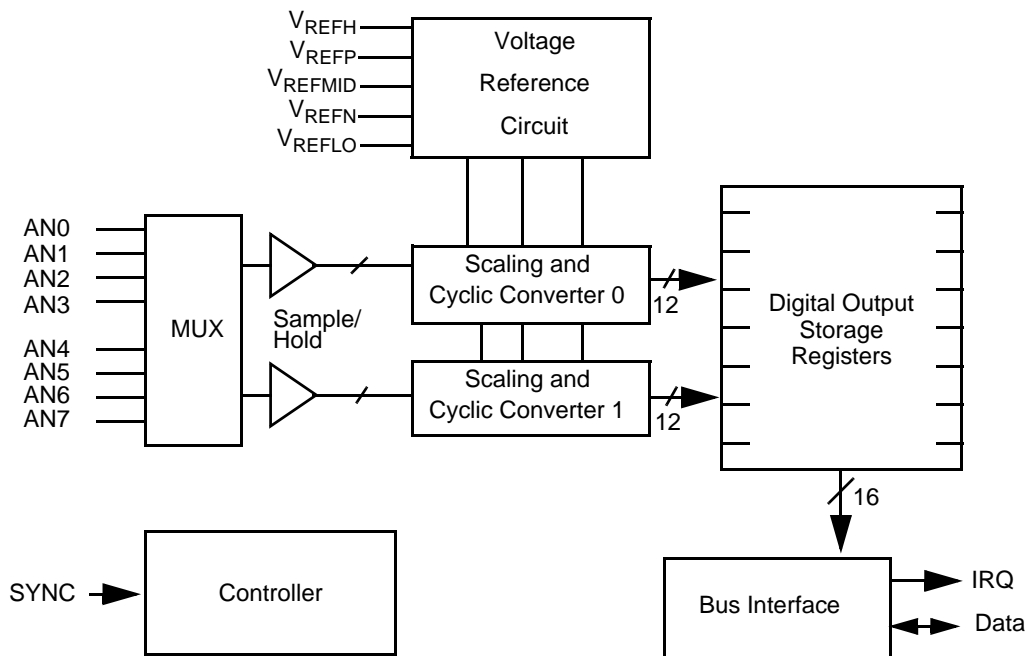 VREFH
VREFP
VREFMID
VREFN
VREFLO
Voltage
Reference
Circuit
AN0
AN1
AN2
AN3
AN4
AN5
AN6
AN7
MUX
Sample/
Hold
Scaling and
Cyclic Converter 0
12
Scaling and
Cyclic Converter 1
12
Digital Output
Storage
Registers
16
SYNC
Controller
Bus Interface
IRQ
Data